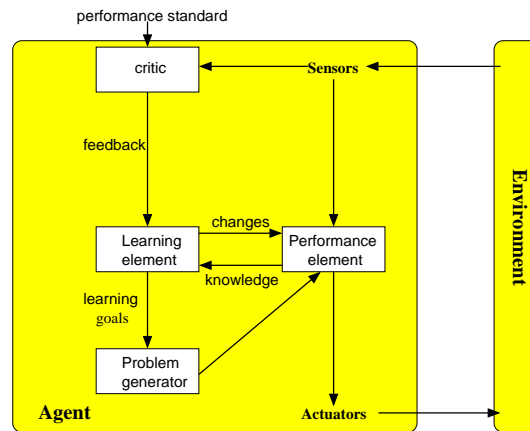 performance standard
critic
Sensors
feedback
changes
Learning
element
Performance
element
knowledge
learning
goals
Problem
generator
Agent
Actuators
Environment